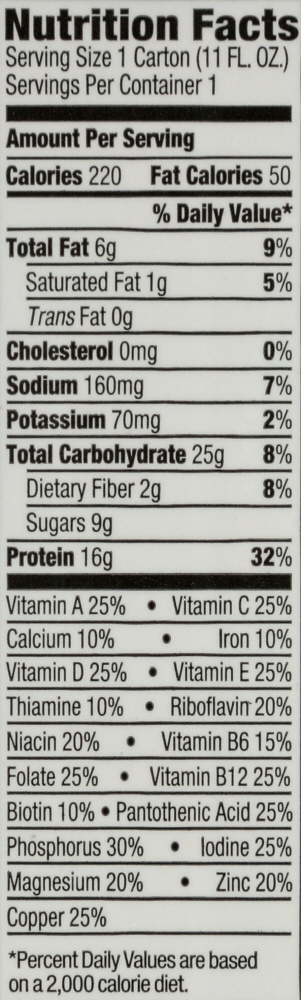 Nutrition Facts
Serving Size 1 Carton (11 FL. OZ.)
Servings Per Container 1
Amount Per Serving
Calories 220 Fat Calories 50
% Daily Value*
Total Fat 6g 9%
Saturated Fat 1g 5%
Trans Fat 0g
Cholesterol 0mg 0%
Sodium 160mg 7%
Potassium 70mg 2%
Total Carbohydrate 25g 8%
Dietary Fiber 2g 8%
Sugars 9g
Protein 16g 32%
Vitamin A 25% • Vitamin C 25%
Calcium 10% • Iron 10%
Vitamin D 25% • Vitamin E 25%
Thiamine 10% • Riboflavin 20%
Niacin 20% • Vitamin B6 15%
Folate 25% • Vitamin B12 25%
Biotin 10% • Pantothenic Acid 25%
Phosphorus 30% • Iodine 25%
Magnesium 20% • Zinc 20%
Copper 25%
*Percent Daily Values are based
on a 2,000 calorie diet.